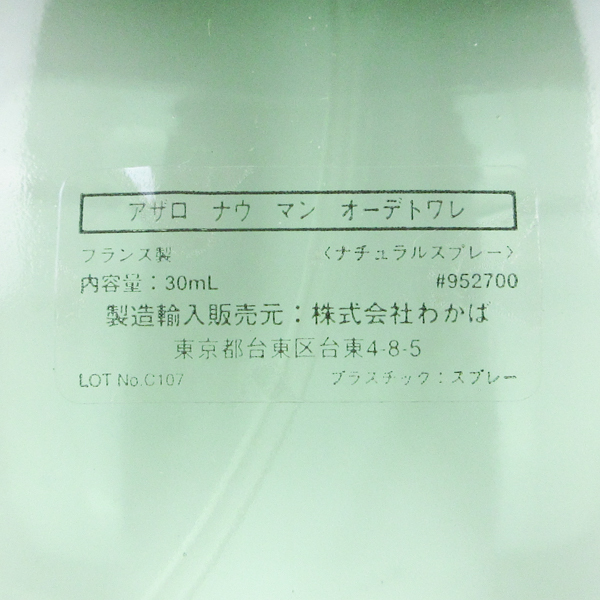 アザロ ナウ マン オーデトワレ
フランス製 〈ナチュラルスプレー〉
内容量：30mL #952700
製造輸入販売元：株式会社わかば
東京都台東区台東4-8-5
LOT No.C107 プラスチック：スプレー